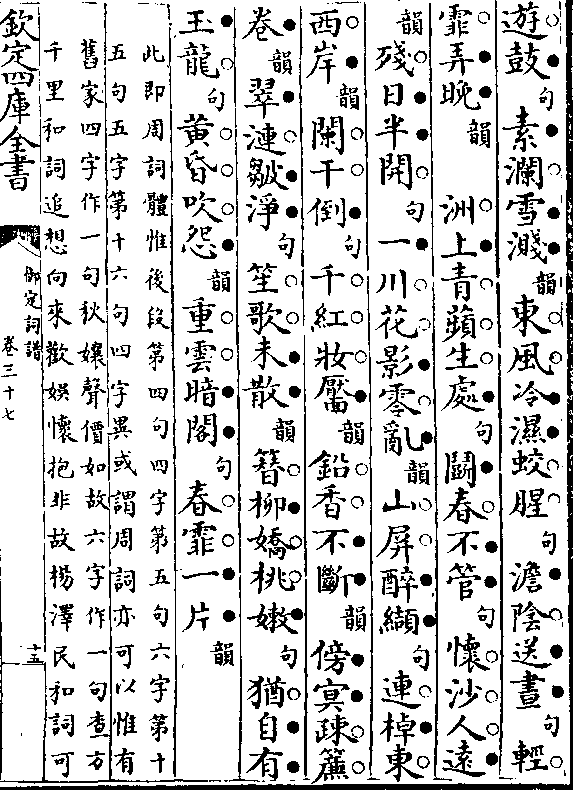 遊鼓句素瀾雪濺韻東風冷濕蛟腥句澹陰送晝句輕
霏弄晚韻洲上青蘋生處句鬭春不管句懷沙人遠
韻殘日半開句一川花影零亂韻山屏醉纈句連棹東
西岸韻闌干倒句千紅妝靨韻鉛香不斷韻傍冥疎簾
卷韻翠漣皺淨句笙歌未散韻簪柳嬌桃嫩句猶自有
玉龍句黃昏吹怨韻重雲暗閣句春霏一片韻
此即周詞體惟後段第四句四字第五句六字第十
五句五字第十六句四字異或謂周詞亦可以惟有
舊家四字作一句秋孃聲價如故六字作一句查方
千里和詞追想向來歡娛懷抱非故楊澤民和詞可
欽定四庫全書
御定詞譜
卷三十七
十五